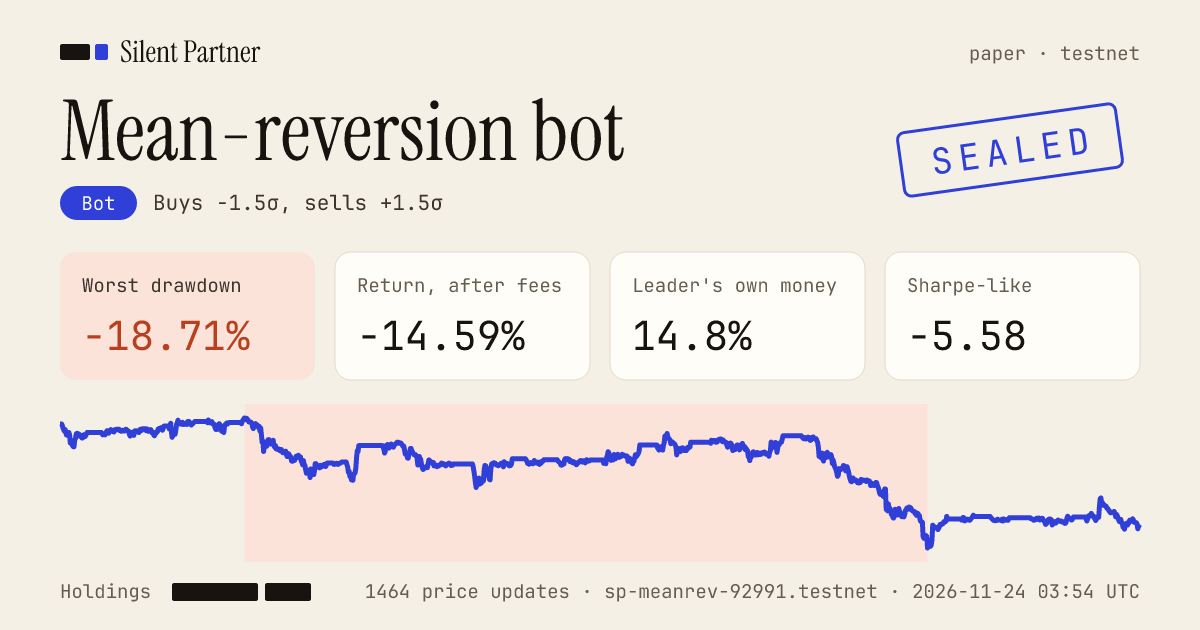 Silent Partner
paper · testnet
Mean-reversion bot
SEALED
Bot
Buys -1.5σ, sells +1.5σ
Worst drawdown
-18.71%
Return, after fees
-14.59%
Leader's own money
14.8%
Sharpe-like
-5.58
Holdings
1464 price updates · sp-meanrev-92991.testnet · 2026-11-24 03:54 UTC